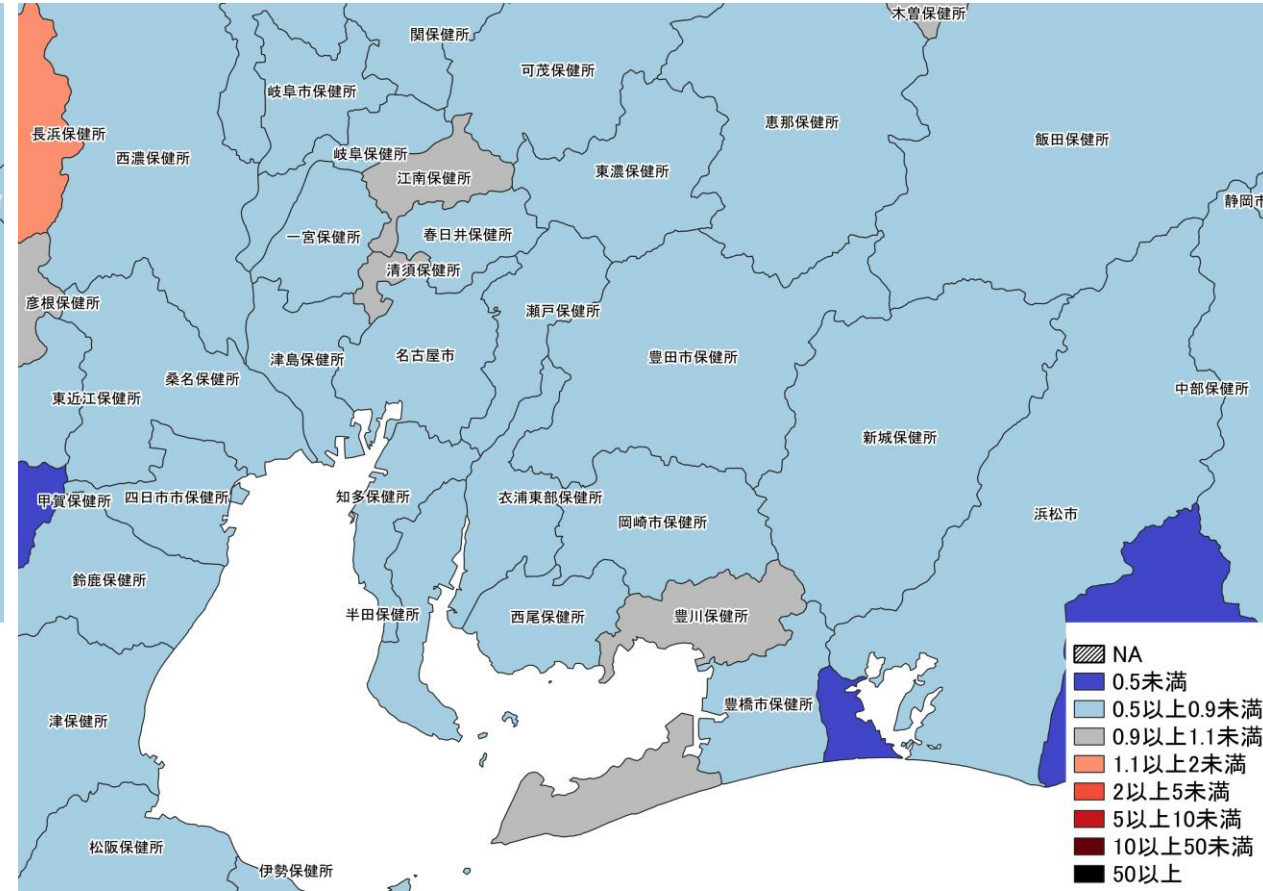 木曽保健所
関保健所
可茂保健所
岐阜市保健所
恵那保健所
長浜保健所
飯田保健所
西濃保健所
岐阜保健所
東濃保健所
江南保健所
静岡市
一宮保健所
春日井保健所
清須保健所
彦根保健所
瀬戸保健所
津島保健所
名古屋市
豊田市保健所
桑名保健所
中部保健所
東近江保健所
新城保健所
甲賀保健所
四日市市保健所
知多保健所
衣浦東部保健所
岡崎市保健所
浜松市
鈴鹿保健所
半田保健所
西尾保健所
豊川保健所
豊橋市保健所
津保健所
松阪保健所
伊勢保健所
NA
0.5未満
0.5以上0.9未満
0.9以上1.1未満
1.1以上2未満
2以上5未満
5以上10未満
10以上50未満
50以上